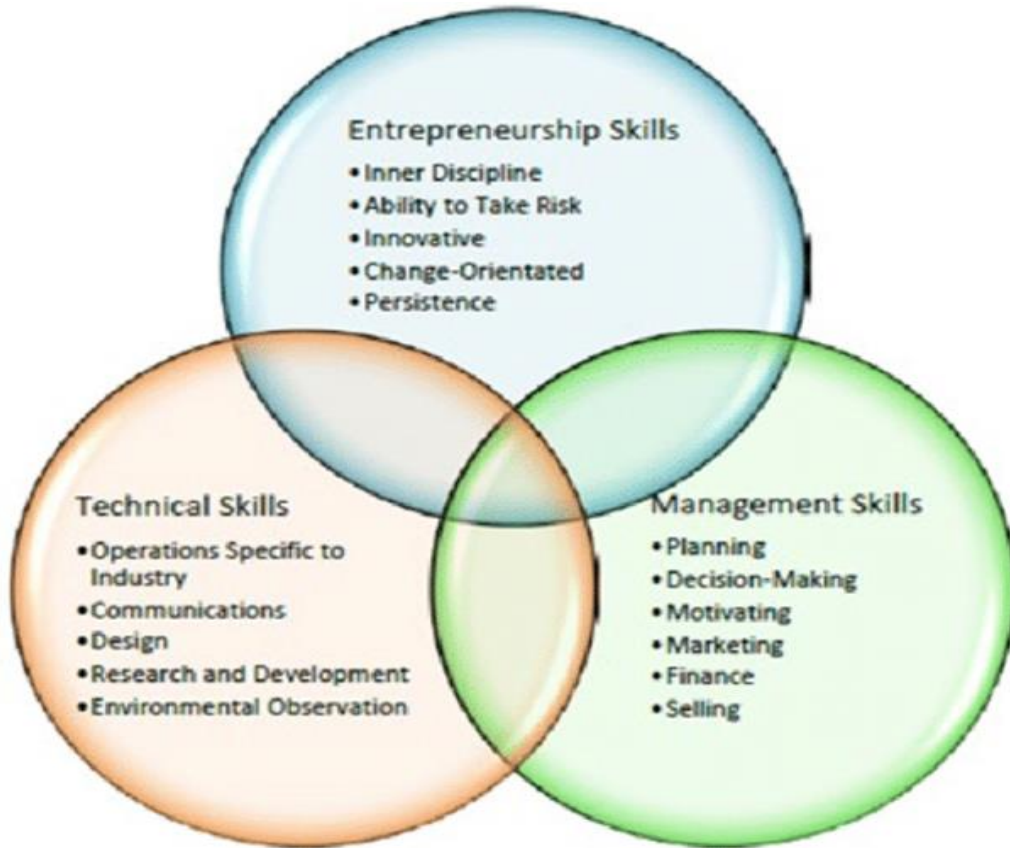 Entrepreneurship Skills
• Inner Discipline
• Ability to Take Risk
• Innovative
• Change-Orientated
• Persistence
Technical Skills
• Operations Specific to
Industry
• Communications
• Design
• Research and Development
• Environmental Observation
Management Skills
• Planning
• Decision-Making
• Motivating
• Marketing
• Finance
• Selling